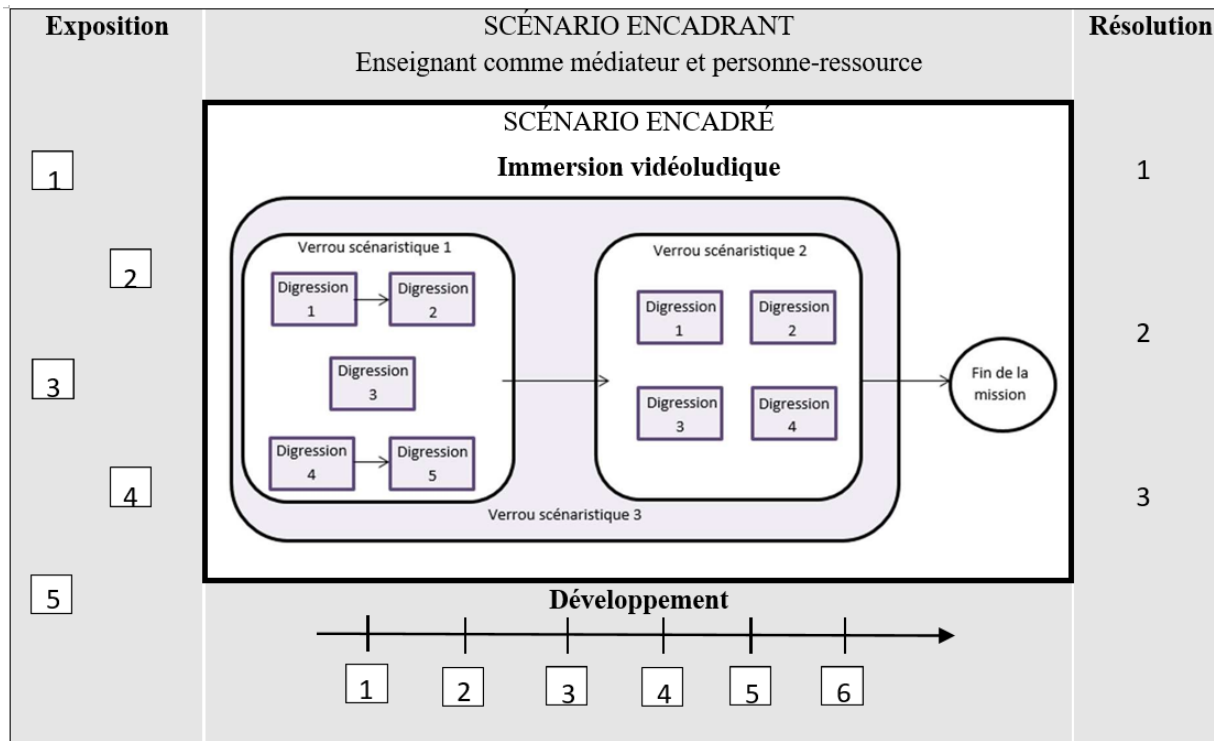 Exposition
1
2
3
4
5
SCÉNARIO ENCADRANT
Enseignant comme médiateur et personne-ressource
SCÉNARIO ENCADRÉ
Immersion vidéoludique
Verrou scénaristique 1
Digression
1
Digression
2
Digression
3
Digression
4
Digression
5
Verrou scénaristique 2
Digression
1
Digression
2
Digression
3
Digression
4
Verrou scénaristique 3
Fin de la
mission
Développement
1
2
3
4
5
6
Résolution
1
2
3